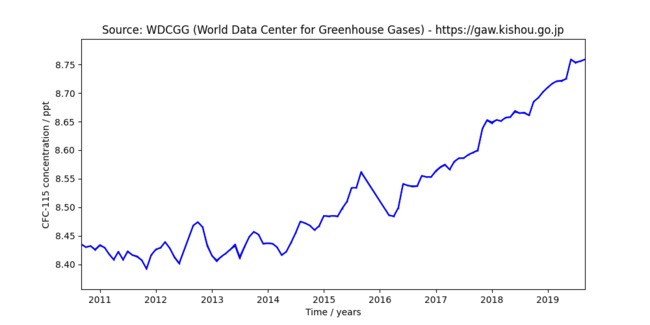 Source: WDCGG (World Data Center for Greenhouse Gases) - https://gaw.kishou.go.jp
CFC-115 concentration / ppt
8.75
8.70
8.65
8.60
8.55
8.50
8.45
8.40
2011 2012 2013 2014 2015 2016 2017 2018 2019
Time / years